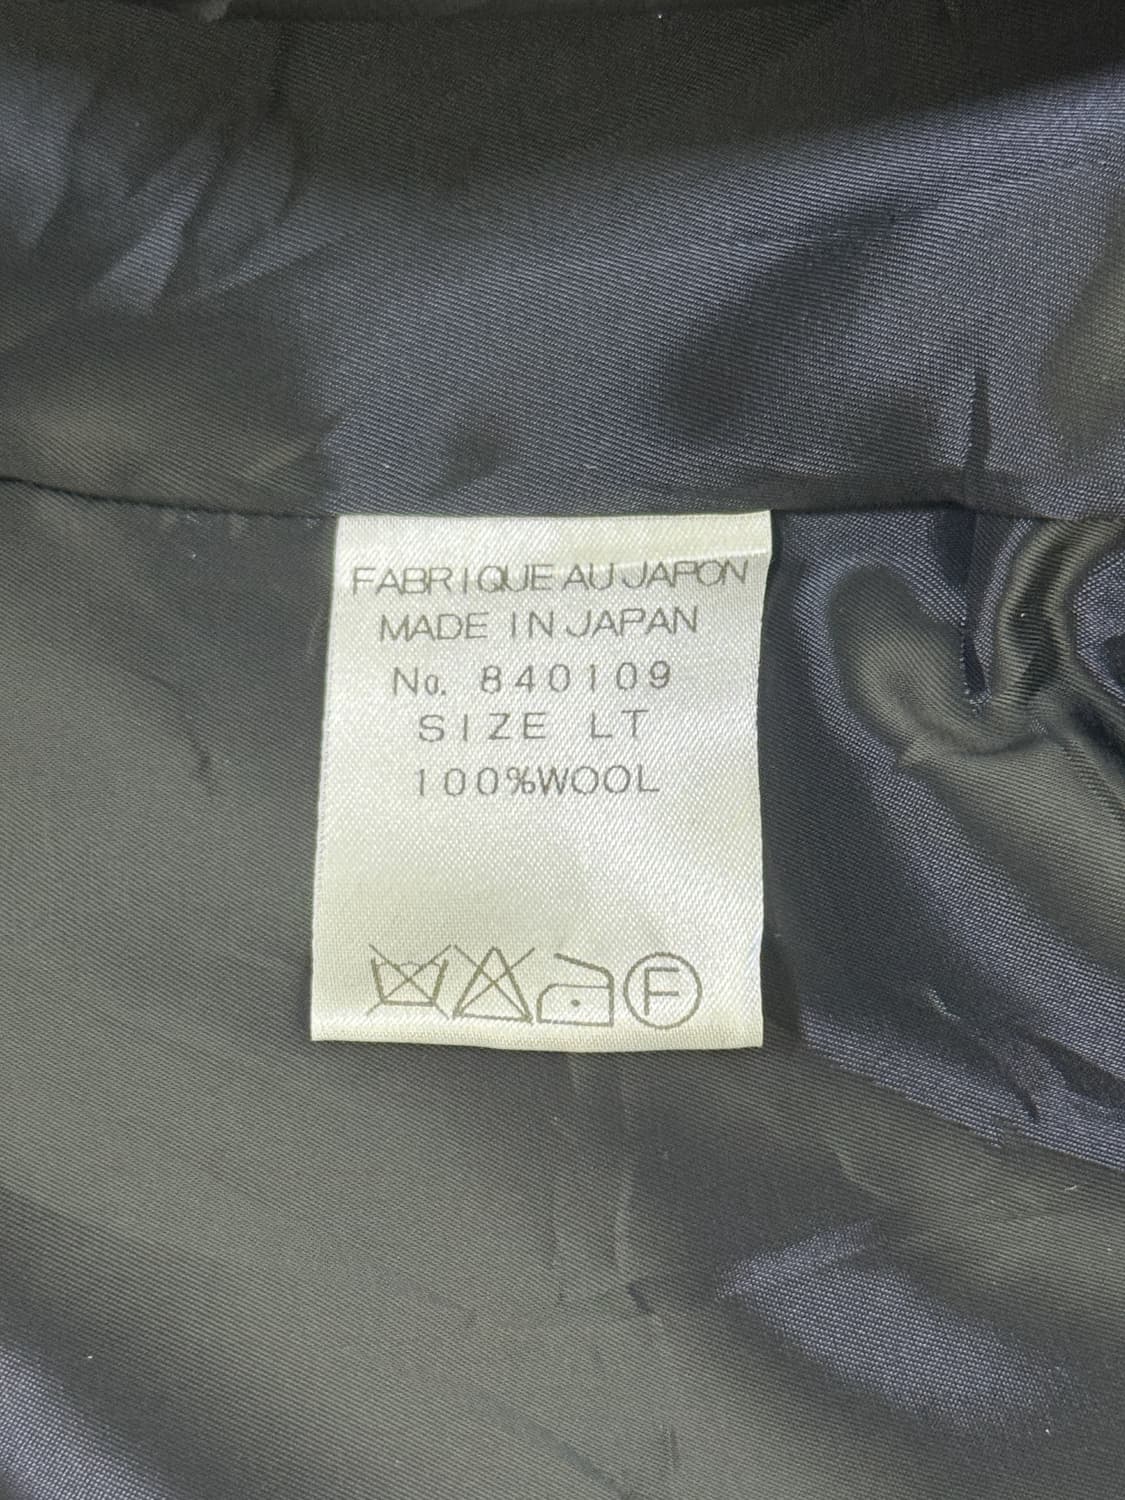 FABRIQUE AU JAPON
MADE IN JAPAN
No. 840109
SIZE LT
100%WOOL
F